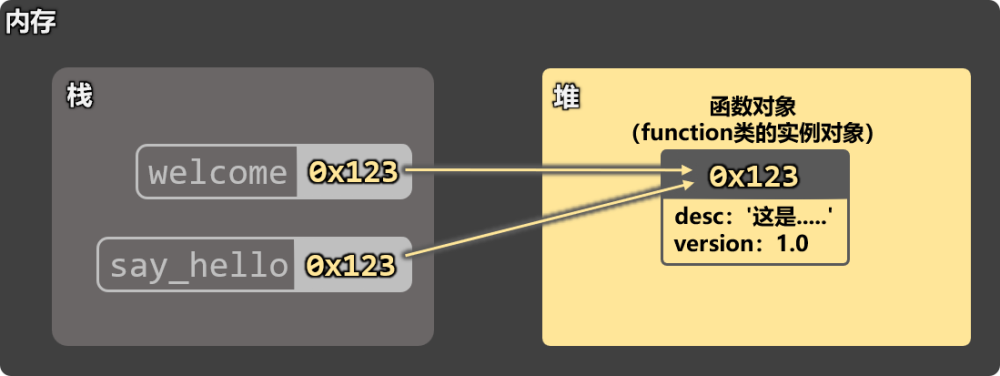 内存
栈
堆
函数对象
(function类的实例对象)
welcome 0x123
0x123
desc：'这是.....'
version：1.0
say_hello 0x123